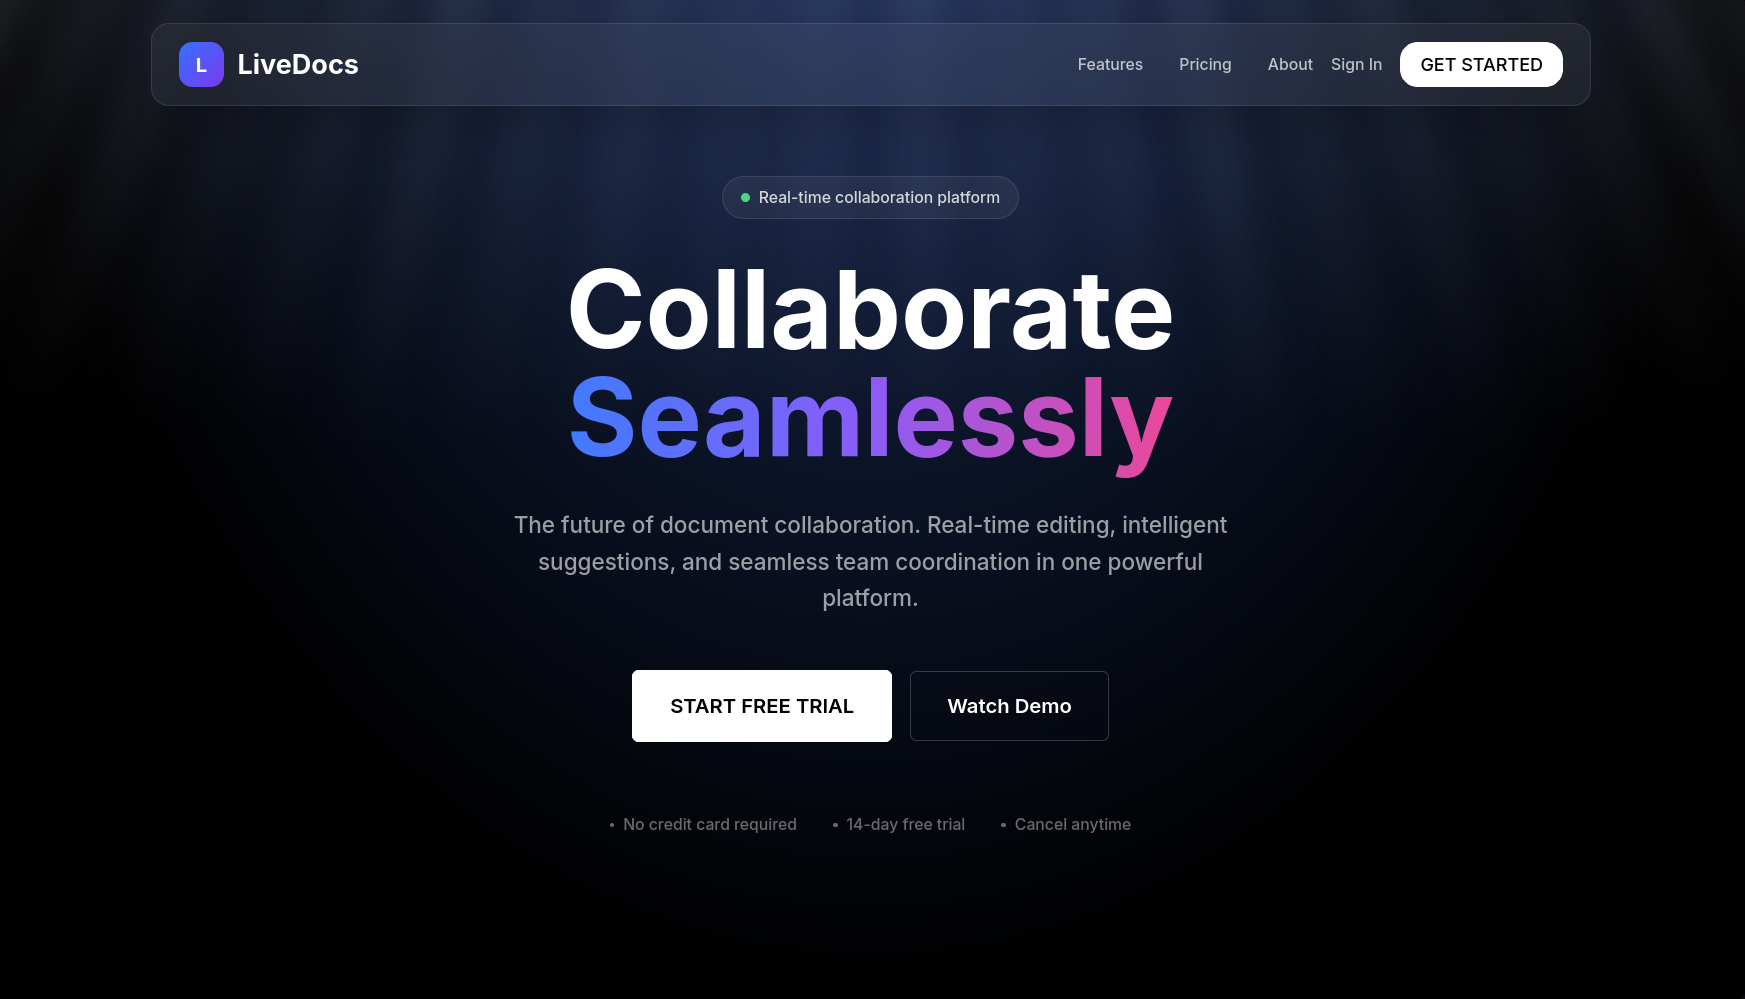 L
LiveDocs
Features
Pricing
About
Sign In
GET STARTED
Real-time collaboration platform
Collaborate
Seamlessly
The future of document collaboration. Real-time editing, intelligent
suggestions, and seamless team coordination in one powerful
platform.
START FREE TRIAL
Watch Demo
• No credit card required
• 14-day free trial
• Cancel anytime